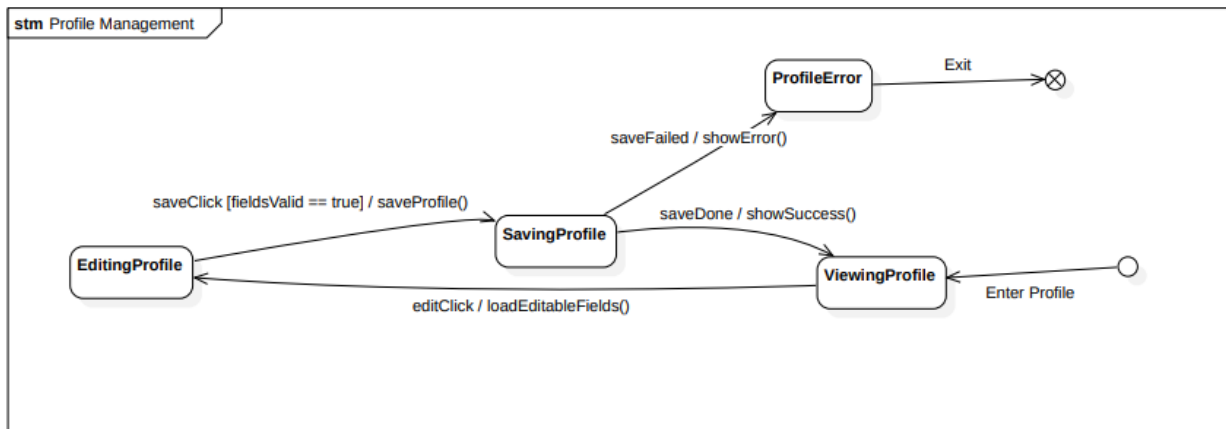 stm Profile Management
ProfileError
Exit
saveFailed / showError()
saveClick [fieldsValid == true] / saveProfile()
saveDone / showSuccess()
SavingProfile
EditingProfile
ViewingProfile
Enter Profile
editClick / loadEditableFields()